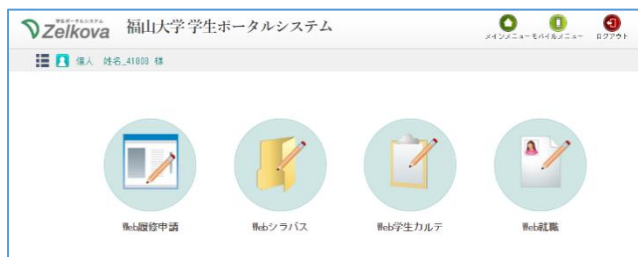 学生ポータルシステム
Zelkova 福山大学 学生ポータルシステム
メインメニュー モバイルメニュー ログアウト
個人 姓名_41808 様
Web履修申請 Webシラバス Web学生カルテ Web就職